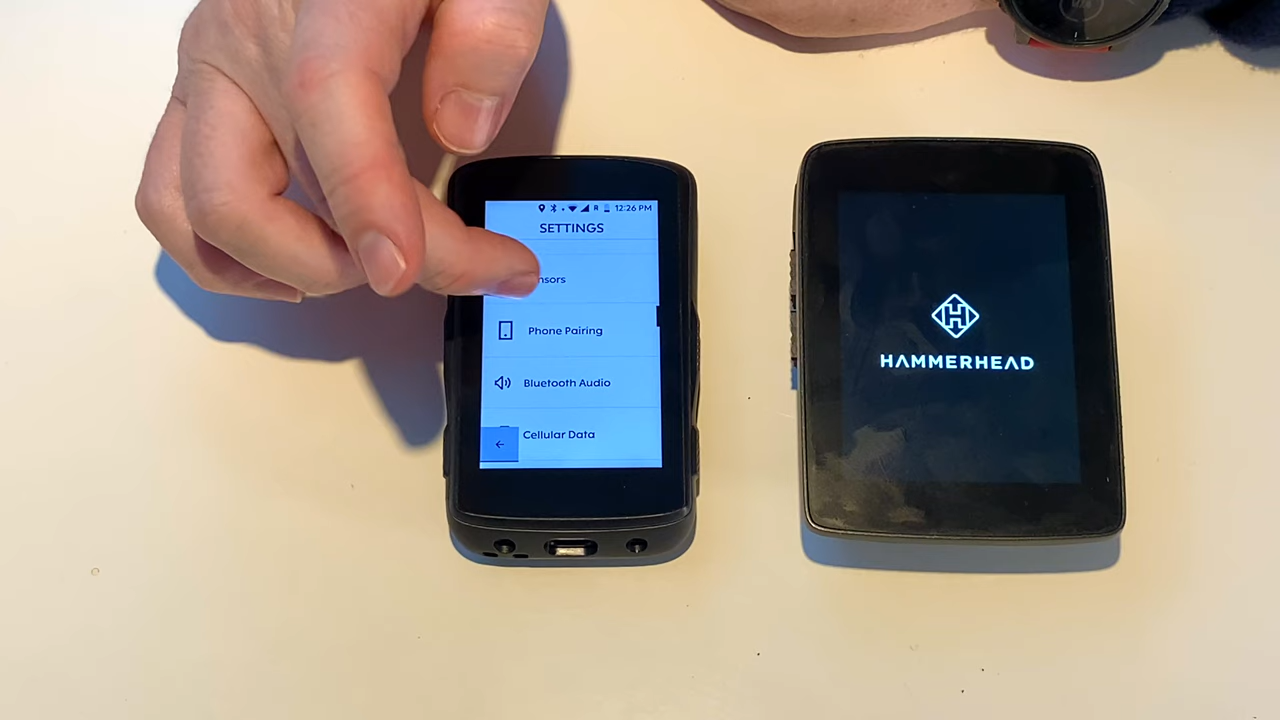 R 12:26 PM
SETTINGS
nsors
Phone Pairing
Bluetooth Audio
Cellular Data
H
HAMMERHEAD